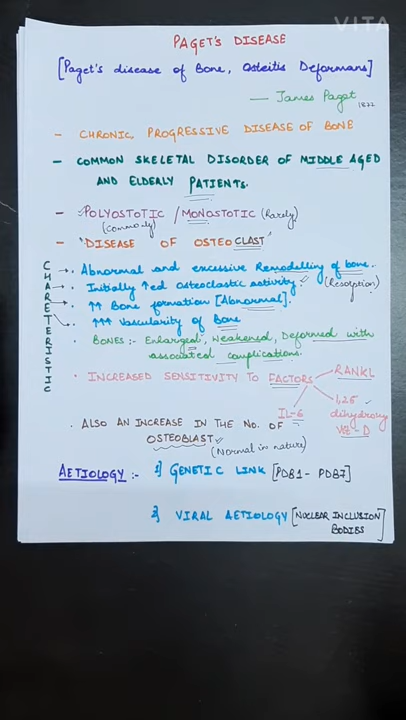 VITA
PAGET'S DISEASE
[Paget's disease of Bone, Osteitis Deformans]
— James Paget 1877
- CHRONIC, PROGRESSIVE DISEASE OF BONE
- COMMON SKELETAL DISORDER OF MIDDLE AGED
AND ELDERLY PATIENTS.
- POLYOSTOTIC / MONOSTOTIC (Rarely)
(commonly)
- "DISEASE OF OSTEOCLAST"
CHARETERISTIC
→ • Abnormal and excessive Remodelling of bone.
→ • Initially ↑ed osteoclastic activity. (Resorption)
→ • ↑↑ Bone formation [Abnormal].
→ • ↑↑↑ Vascularity of Bone
• BONES :- Enlarged, Weakened, Deformed with
associated complications.
• INCREASED SENSITIVITY TO FACTORS
RANKL
IL-6
1,25
dihydroxy
Vit-D
• ALSO AN INCREASE IN THE NO. OF
OSTEOBLAST (Normal in nature)
AETIOLOGY :- 1) GENETIC LINK [PDB1 - PDB7]
2) VIRAL AETIOLOGY [NUCLEAR INCLUSION
BODIES]